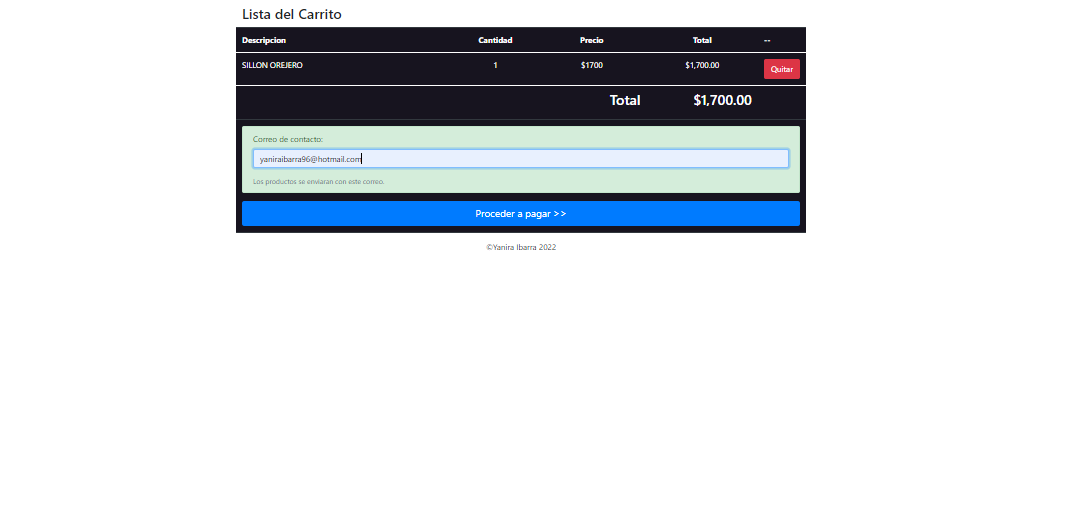 Lista del Carrito
Descripcion Cantidad Precio Total --
SILLON OREJERO 1 $1700 $1,700.00 Quitar
Total $1,700.00
Correo de contacto:
yaniraibarra96@hotmail.com
Los productos se enviaran con este correo.
Proceder a pagar >>
©Yanira Ibarra 2022